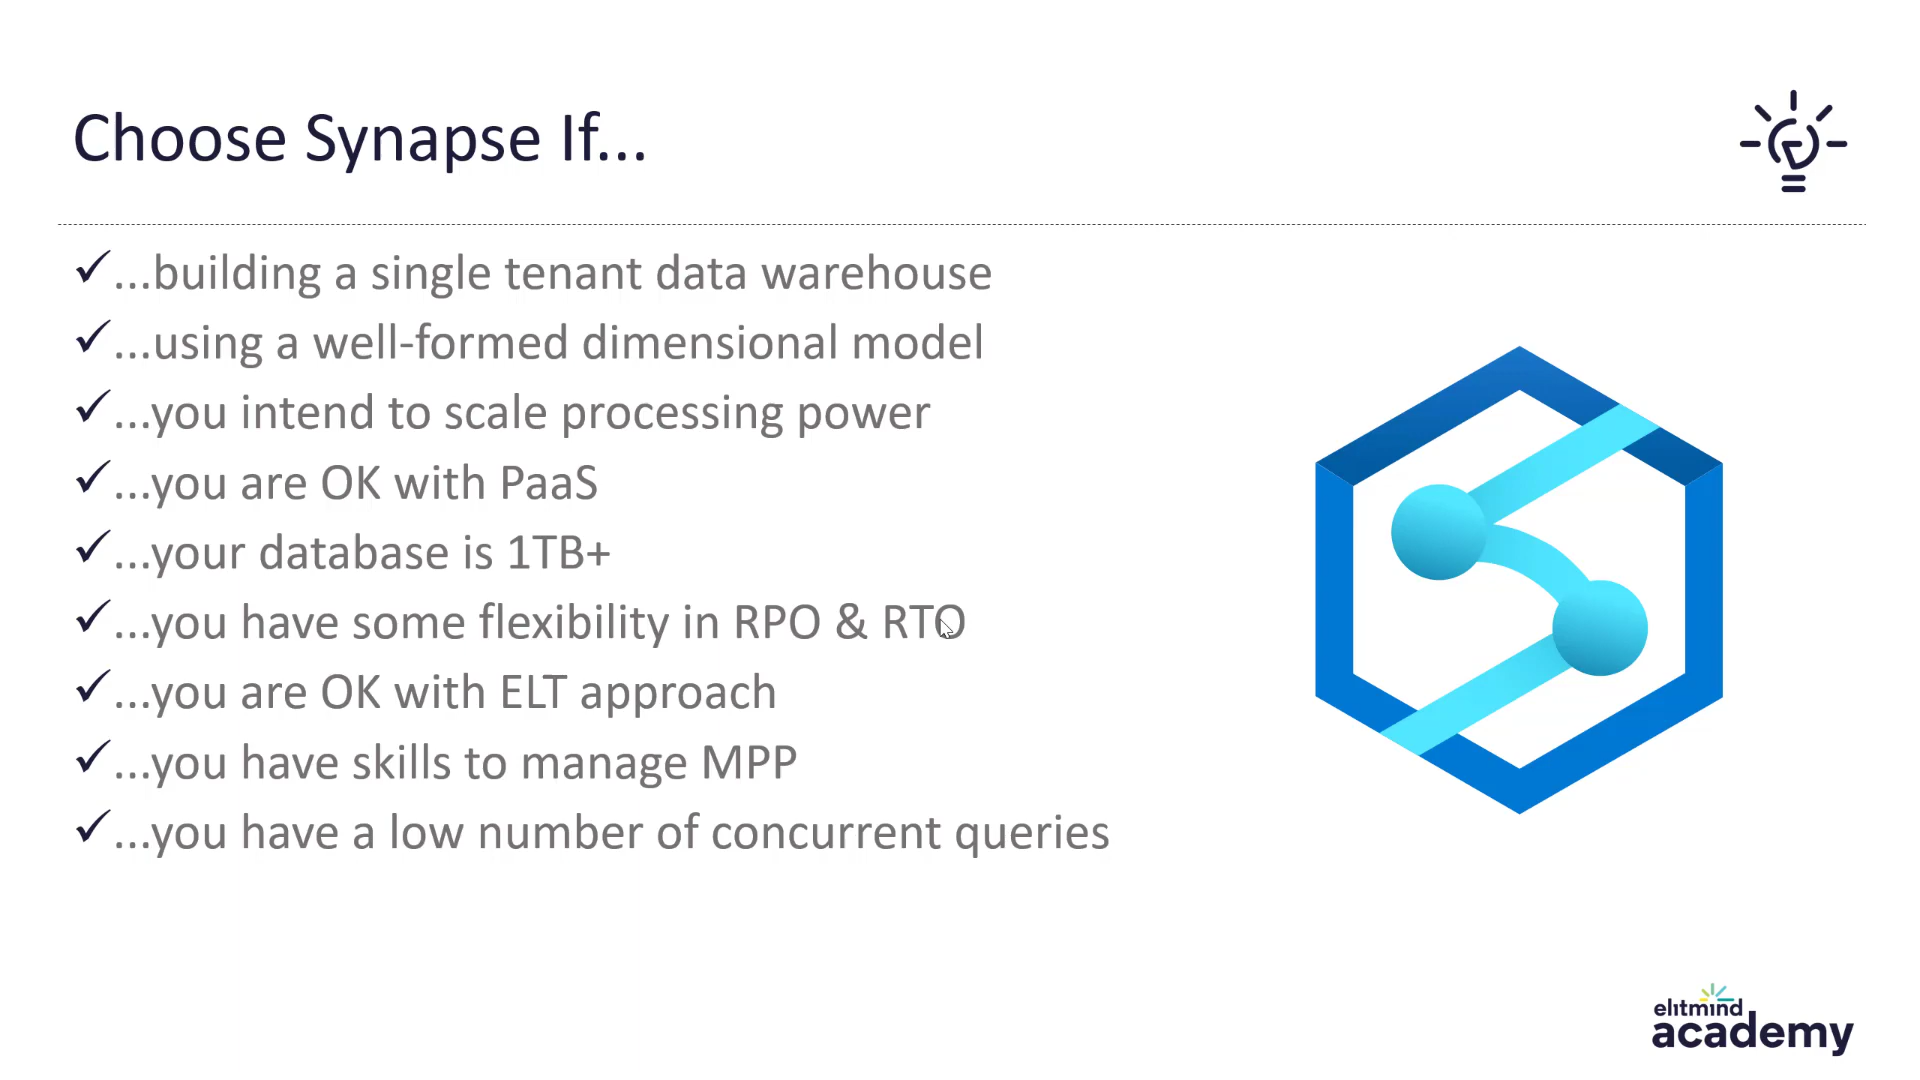 Choose Synapse If...
...building a single tenant data warehouse
...using a well-formed dimensional model
...you intend to scale processing power
...you are OK with PaaS
...your database is 1TB+
...you have some flexibility in RPO & RTO
...you are OK with ELT approach
...you have skills to manage MPP
...you have a low number of concurrent queries
elitmind
academy